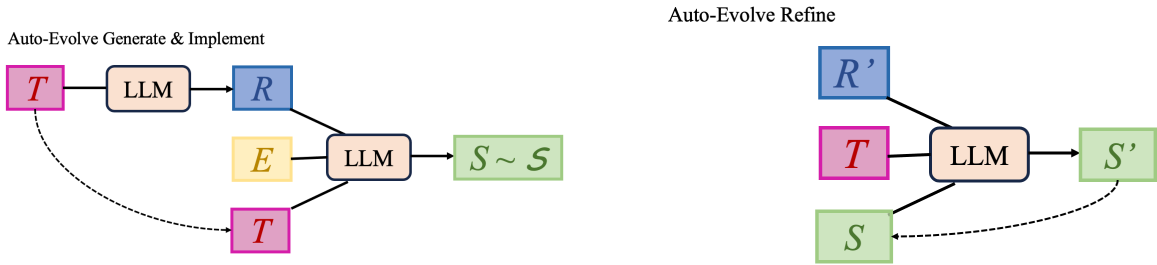 Auto-Evolve Generate & Implement
T
LLM
R
E
LLM
S ~ S
T
Auto-Evolve Refine
R’
T
LLM
S’
S